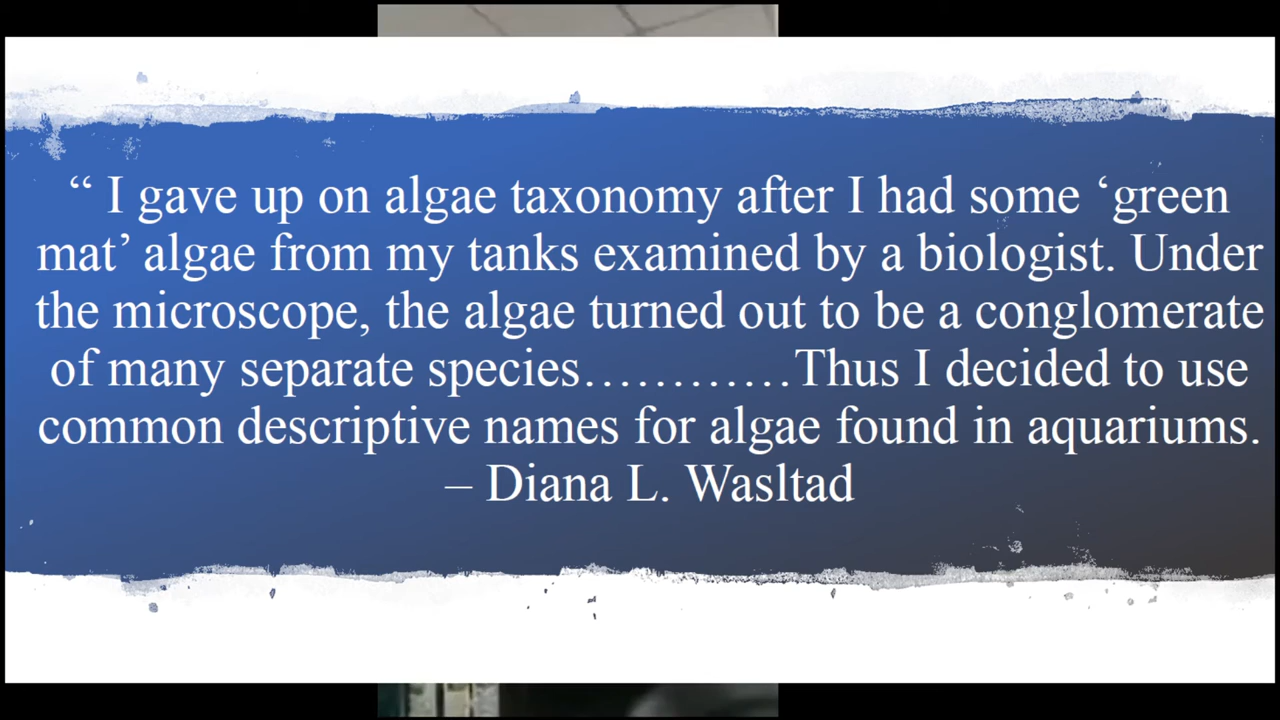 “ I gave up on algae taxonomy after I had some ‘green
mat’ algae from my tanks examined by a biologist. Under
the microscope, the algae turned out to be a conglomerate
of many separate species…………Thus I decided to use
common descriptive names for algae found in aquariums.
– Diana L. Wasltad